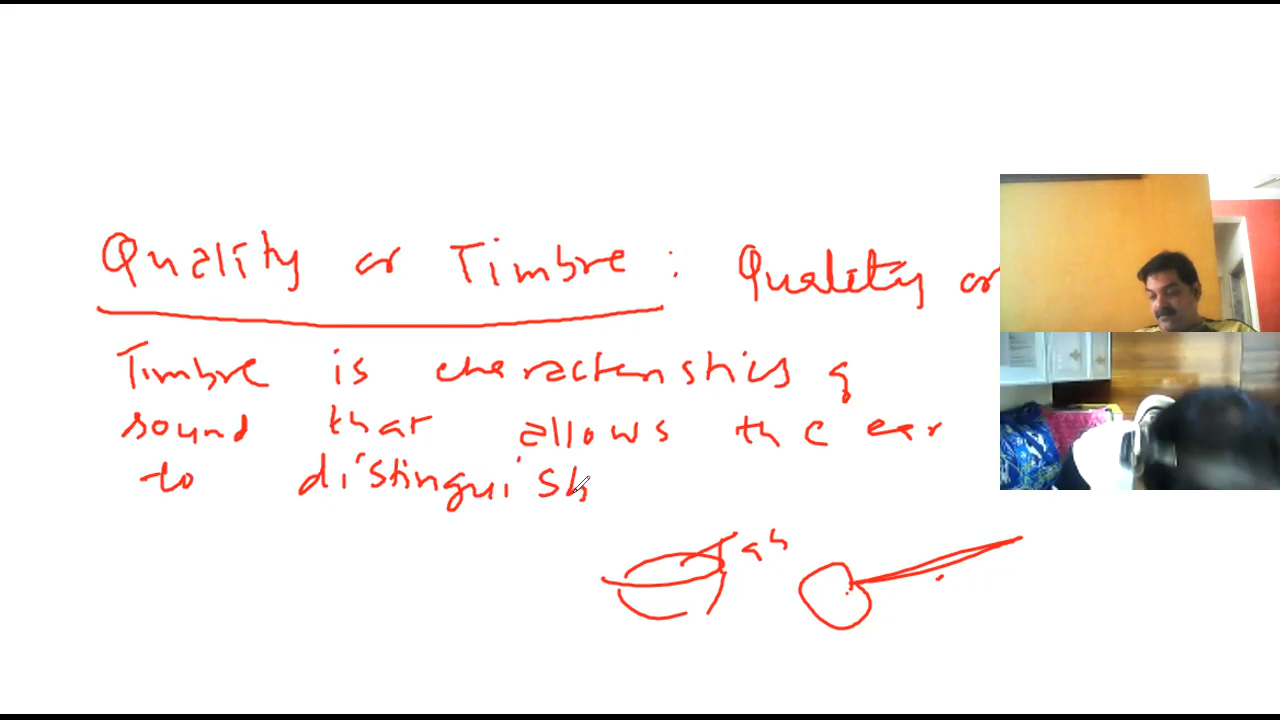 Quality or Timbre : Quality or
Timbre is characteristics of
sound that allows the ear
to distinguish